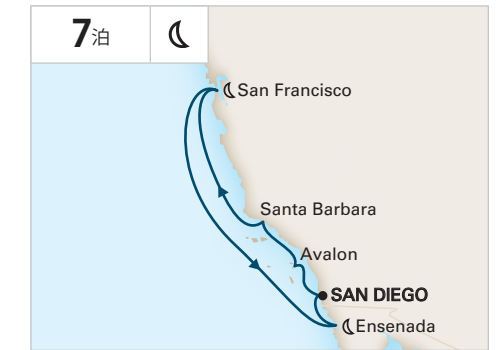 7泊
San Francisco
Santa Barbara
Avalon
SAN DIEGO
Ensenada